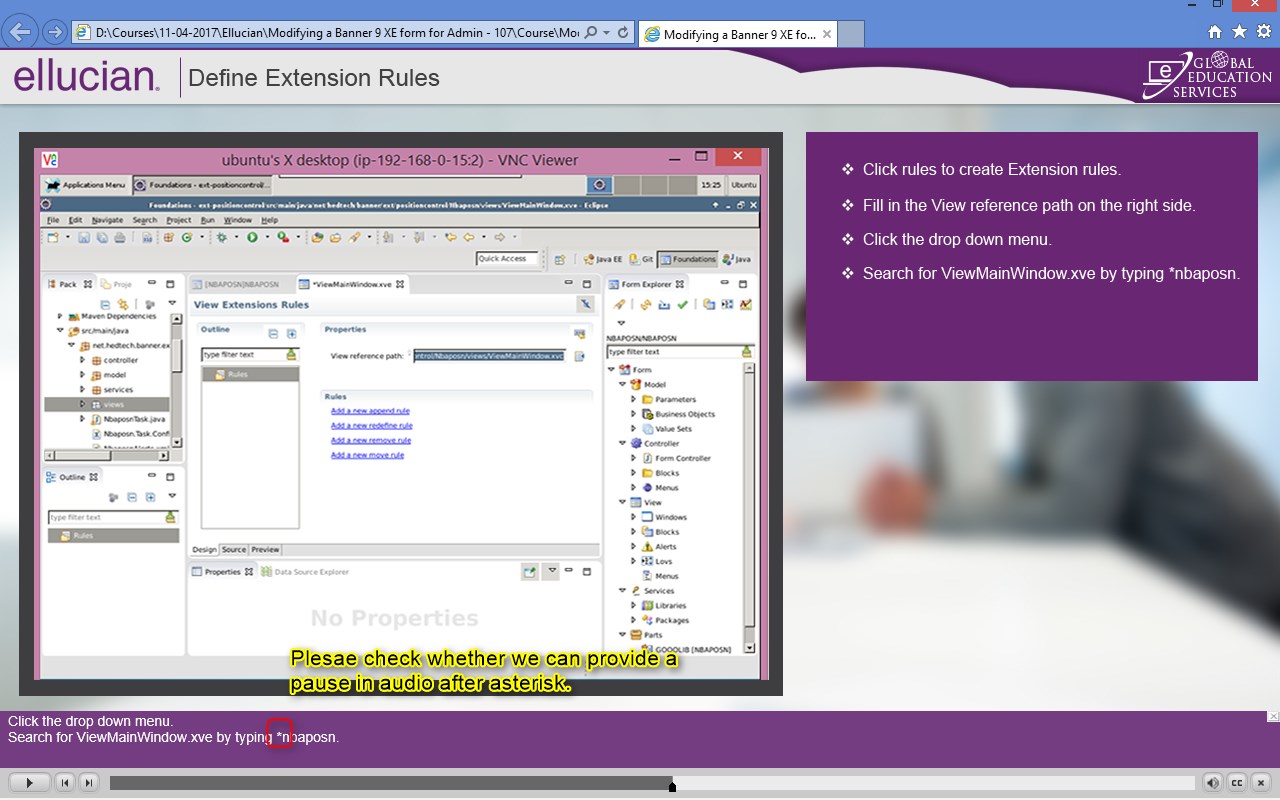 D:\Courses\11-04-2017\Ellucian\Modifying a Banner 9 XE form for Admin - 107\Course\Mo
Modifying a Banner 9 XE fo...
ellucian.
Define Extension Rules
GLOBAL
EDUCATION
SERVICES
ubuntu's X desktop (ip-192-168-0-15:2) - VNC Viewer
Applications Menu
Foundations - ext-positioncontrol/...
15:25
Ubuntu
Foundations - ext-positioncontrol/src/main/java/net/hedtech/banner/ext/positioncontrol/Nbaposn/views/ViewMainWindow.xve - Eclipse
File Edit Navigate Search Project Run Window Help
Quick Access
Java EE
Git
Foundations
Java
Pack
Proje
Maven Dependencies
src/main/java
net.hedtech.banner.ex
controller
model
services
views
NbaposnTask.java
Nbaposn.Task.Conf
Outline
type filter text
Rules
[NBAPOSN]NBAPOSN
*ViewMainWindow.xve
View Extensions Rules
Outline
type filter text
Rules
Properties
View reference path:
ontrol/Nbaposn/views/ViewMainWindow.xvc
Rules
Add a new append rule
Add a new redefine rule
Add a new remove rule
Add a new move rule
Design Source Preview
Properties
Data Source Explorer
No Properties
Form Explorer
NBAPOSN/NBAPOSN
type filter text
Form
Model
Parameters
Business Objects
Value Sets
Controller
Form Controller
Blocks
Menus
View
Windows
Blocks
Alerts
Lovs
Menus
Services
Libraries
Packages
Parts
GOQOLIB [NBAPOSN]
Plesae check whether we can provide a
pause in audio after asterisk.
❖ Click rules to create Extension rules.
❖ Fill in the View reference path on the right side.
❖ Click the drop down menu.
❖ Search for ViewMainWindow.xve by typing *nbaposn.
Click the drop down menu.
Search for ViewMainWindow.xve by typing *nbaposn.
CC